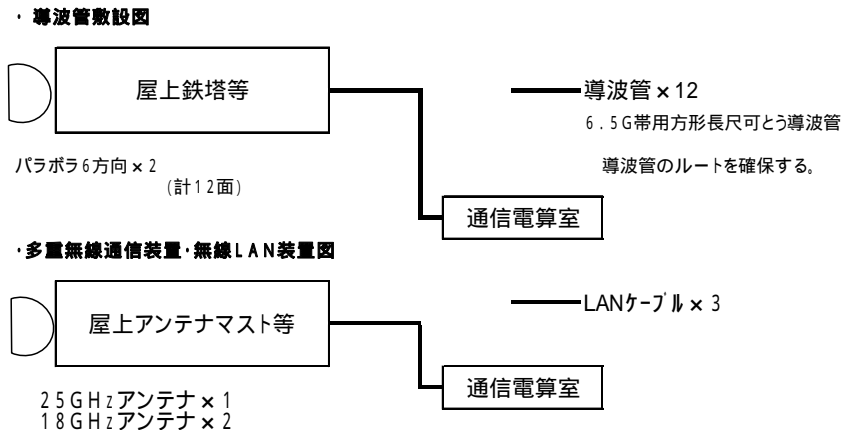 ・ 導波管敷設図
屋上鉄塔等
導波管×12
６．５Ｇ帯用方形長尺可とう導波管
パラボラ６方向×２
（計１２面）
導波管のルートを確保する。
通信電算室
・多重無線通信装置・無線ＬＡＮ装置図
屋上アンテナマスト等
LANｹｰﾌﾞﾙ×３
通信電算室
２５ＧＨｚアンテナ×１
１８ＧＨｚアンテナ×２